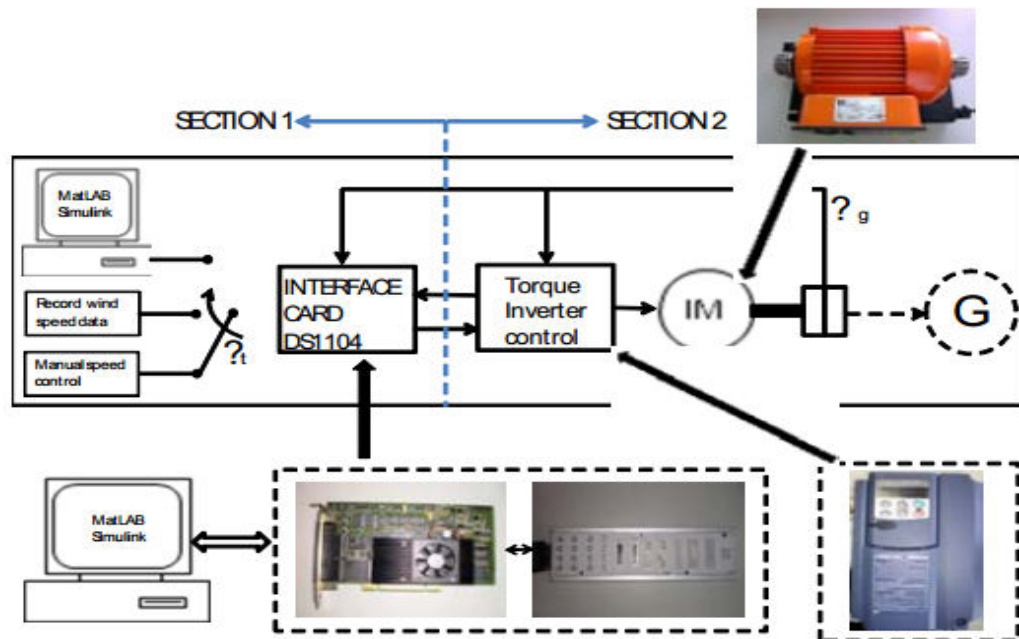 SECTION 1
SECTION 2
MatLAB
Simulink
Record wind
speed data
Manual speed
control
?t
INTERFACE
CARD
DS1104
Torque
Inverter
control
IM
?g
G
MatLAB
Simulink